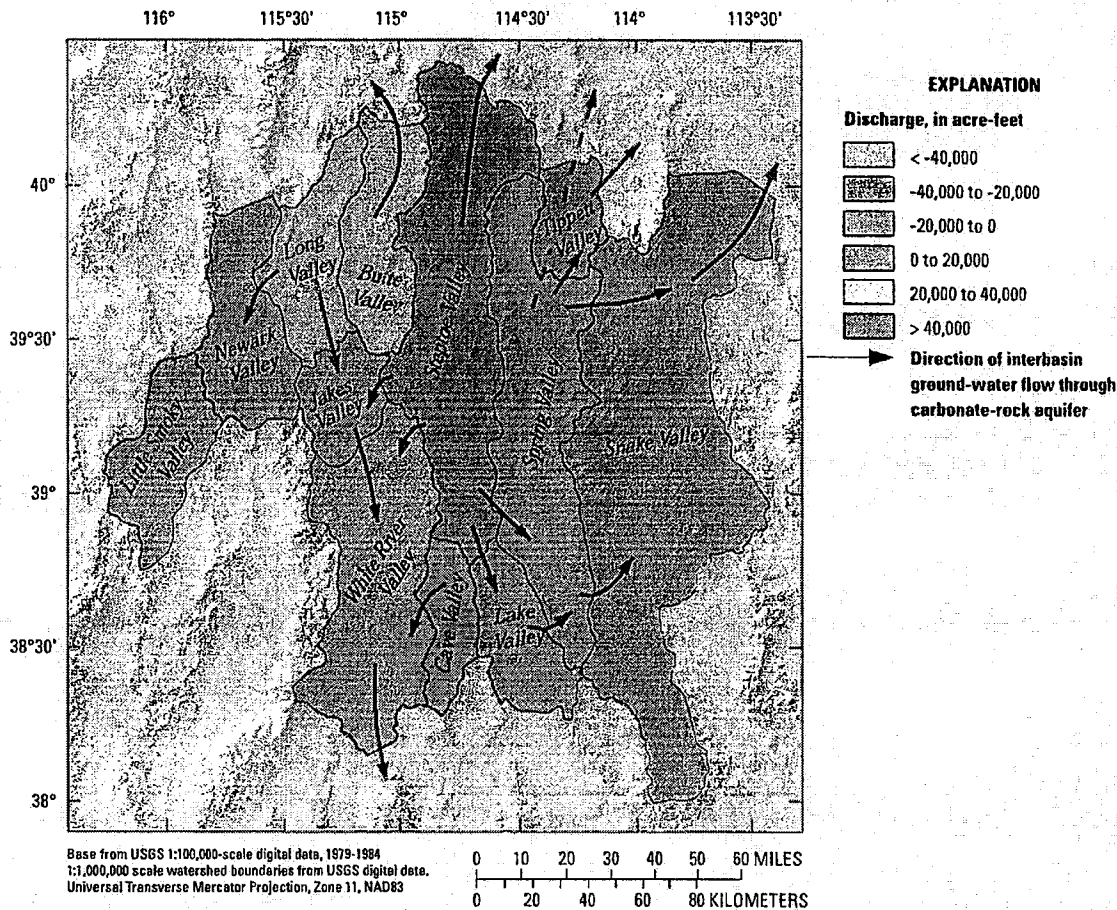 116° 115°30' 115° 114°30' 114° 113°30'
40°
39°30'
39°
38°30'
38°
Long
Valley
Butte
Valley
Steptoe Valley
Tippett
Valley
Newark
Valley
Jakes
Valley
Little Smoky
Valley
Spring Valley
Snake Valley
White River
Valley
Cave Valley
Lake
Valley
EXPLANATION
Discharge, in acre-feet
< -40,000
-40,000 to -20,000
-20,000 to 0
0 to 20,000
20,000 to 40,000
> 40,000
Direction of interbasin
ground-water flow through
carbonate-rock aquifer
Base from USGS 1:100,000-scale digital data, 1979-1984
1:1,000,000 scale watershed boundaries from USGS digital data.
Universal Transverse Mercator Projection, Zone 11, NAD83
0 10 20 30 40 50 60 MILES
0 20 40 60 80 KILOMETERS